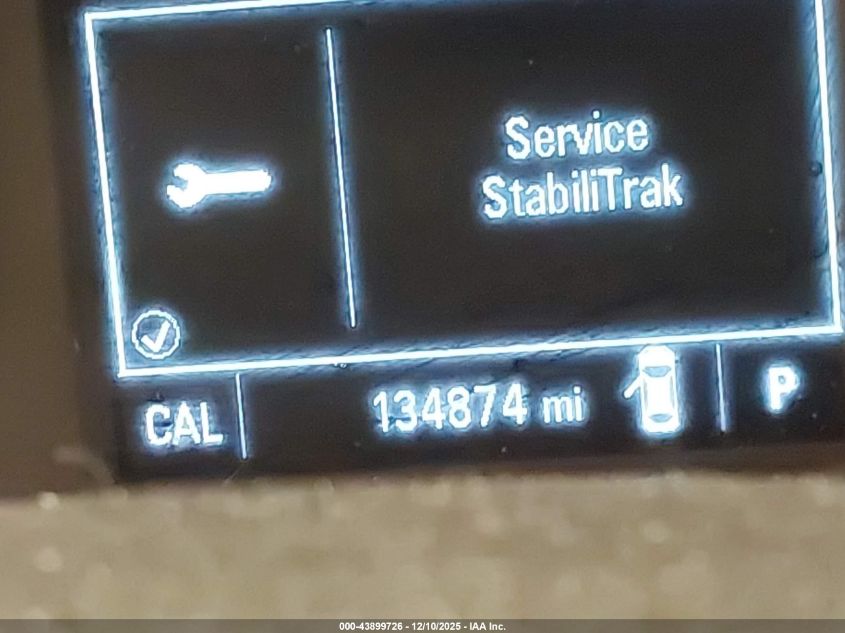 Service
StabiliTrak
CAL 134874 mi P
000-43899726 - 12/10/2025 - IAA Inc.